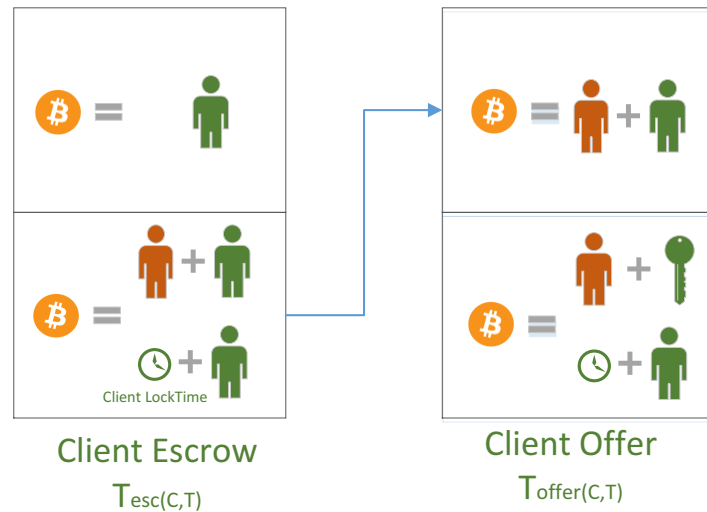 Client LockTime
Client Escrow
Tesc(C,T)
Client Offer
Toffer(C,T)